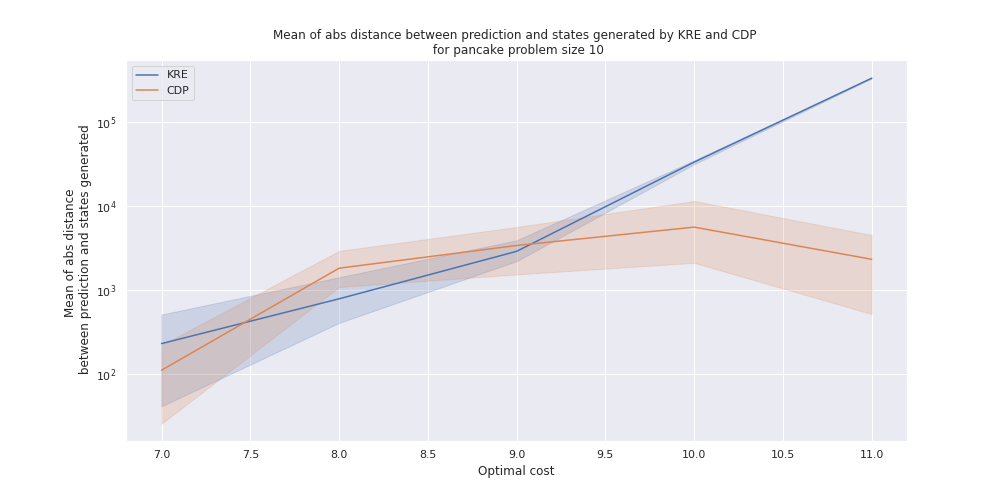 Mean of abs distance between prediction and states generated by KRE and CDP
for pancake problem size 10
KRE
CDP
10^5
10^4
10^3
10^2
Mean of abs distance
between prediction and states generated
7.0 7.5 8.0 8.5 9.0 9.5 10.0 10.5 11.0
Optimal cost